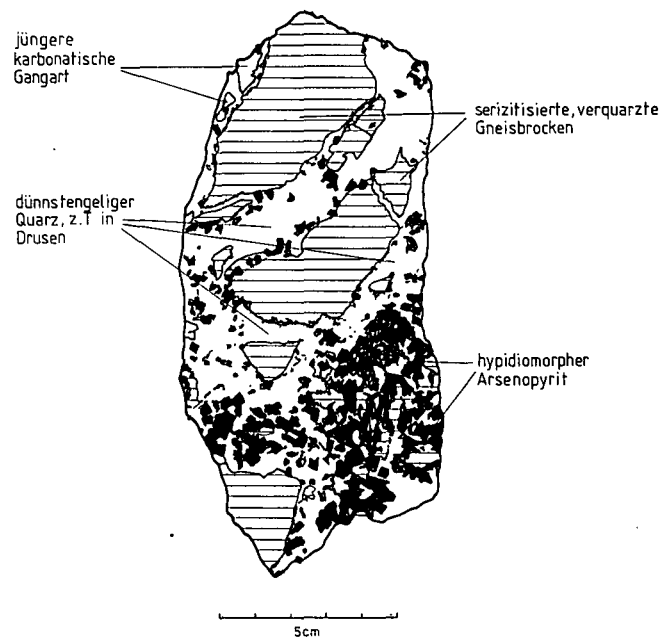 jüngere
karbonatische
Gangart
serizitisierte, verquarzte
Gneisbrocken
dünnstengeliger
Quarz, z.T in
Drusen
hypidiomorpher
Arsenopyrit
5cm